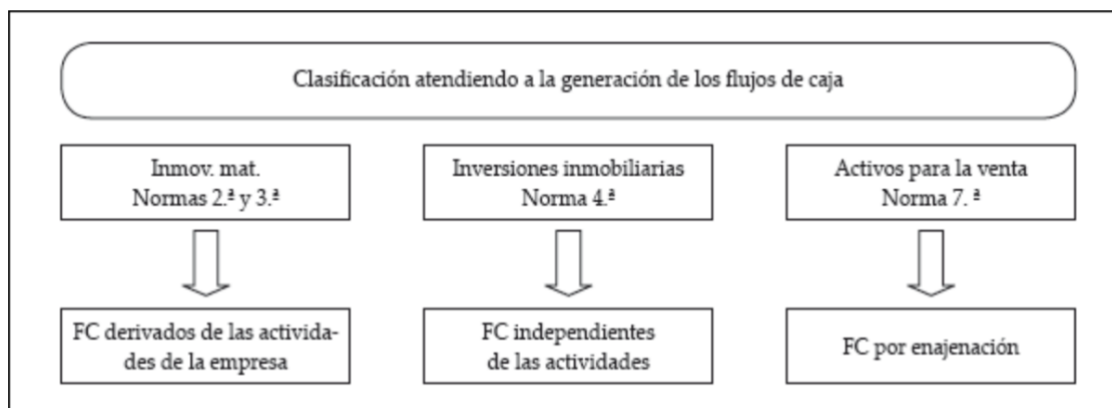 Clasificación atendiendo a la generación de los flujos de caja
Inmov. mat.
Normas 2.ª y 3.ª
Inversiones inmobiliarias
Norma 4.ª
Activos para la venta
Norma 7. ª
FC derivados de las activida-
des de la empresa
FC independientes
de las actividades
FC por enajenación